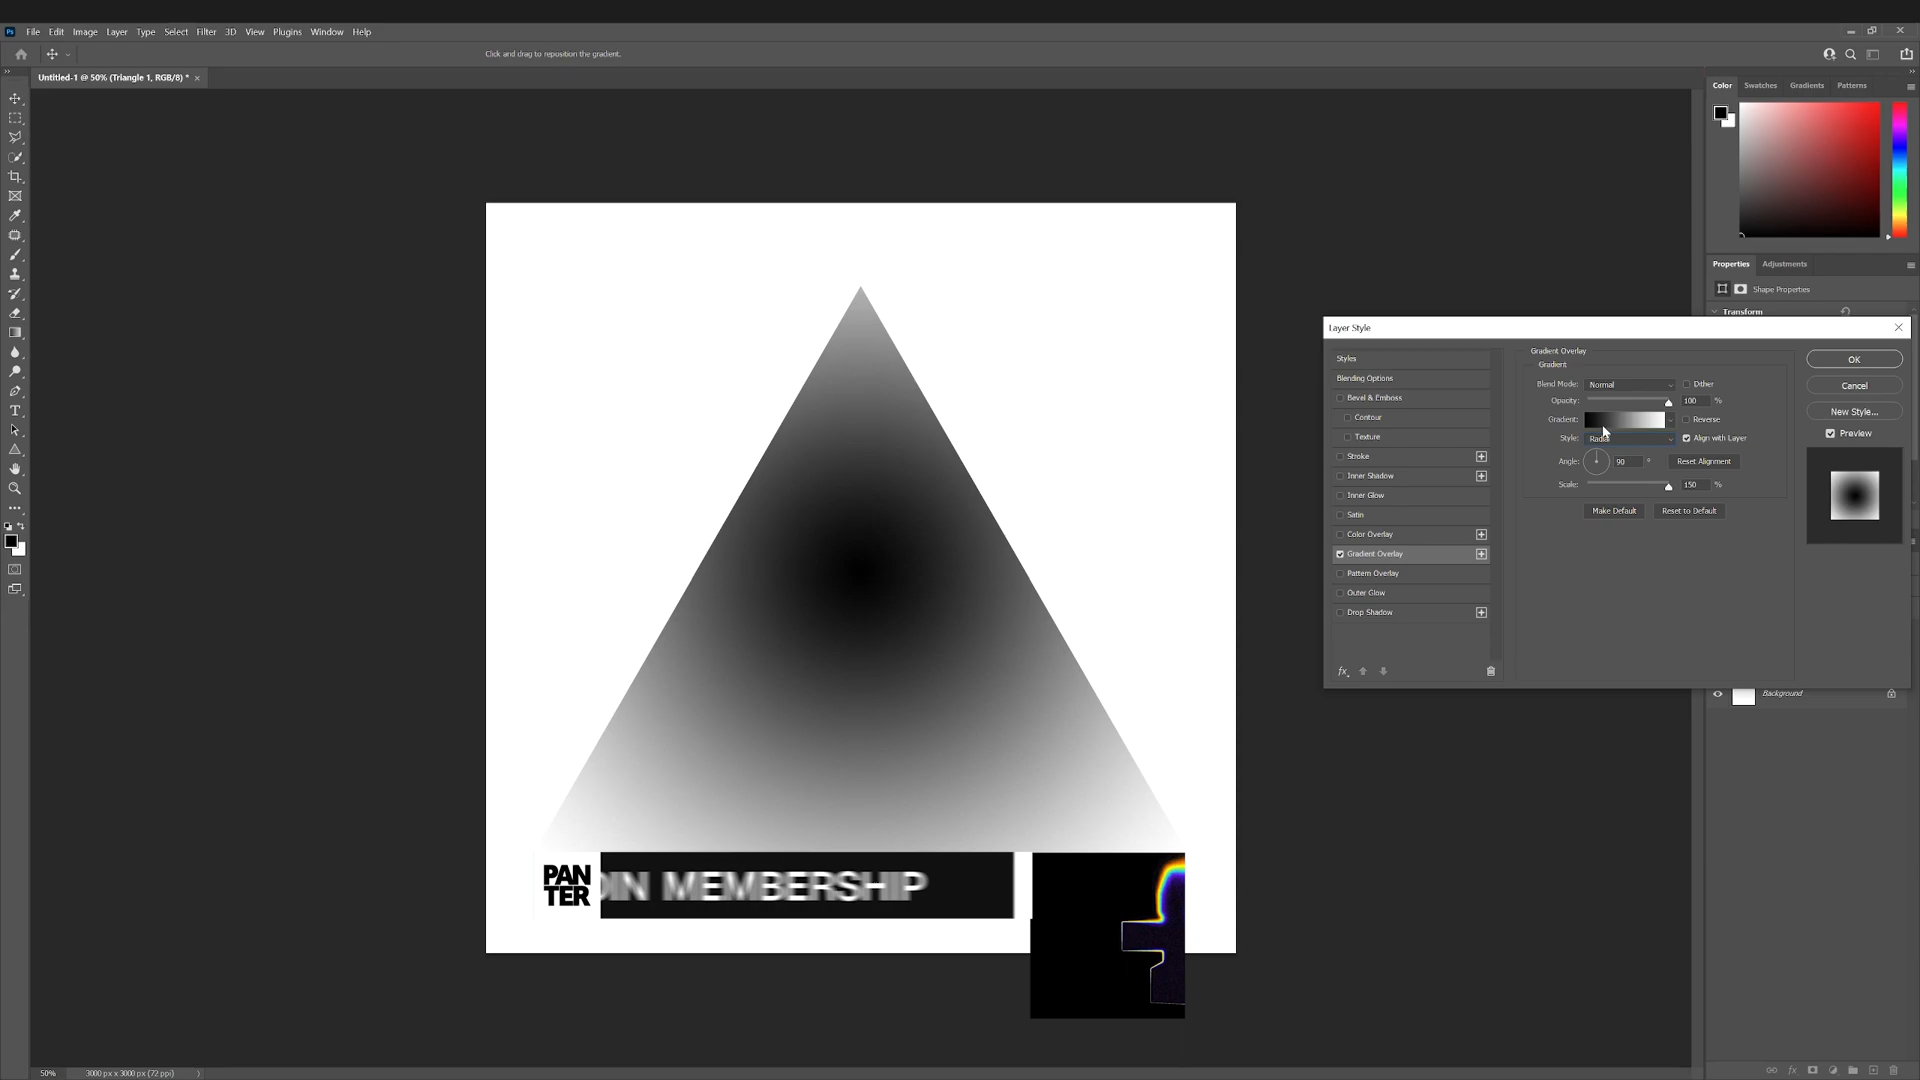 Ps File Edit Image Layer Type Select Filter 3D View Plugins Window Help
Click and drag to reposition the gradient.
Untitled-1 @ 50% (Triangle 1, RGB/8) *
Color Swatches Gradients Patterns
Properties Adjustments
Shape Properties
Transform
Layer Style
Styles
Blending Options
Bevel & Emboss
Contour
Texture
Stroke
Inner Shadow
Inner Glow
Satin
Color Overlay
Gradient Overlay
Pattern Overlay
Outer Glow
Drop Shadow
fx
Gradient Overlay
Gradient
Blend Mode: Normal Dither
Opacity: 100 %
Gradient: Reverse
Style: Radial Align with Layer
Angle: 90 ° Reset Alignment
Scale: 150 %
Make Default Reset to Default
OK
Cancel
New Style...
Preview
Background
PAN
TER
OIN MEMBERSHIP
50% 3000 px x 3000 px (72 ppi)
fx